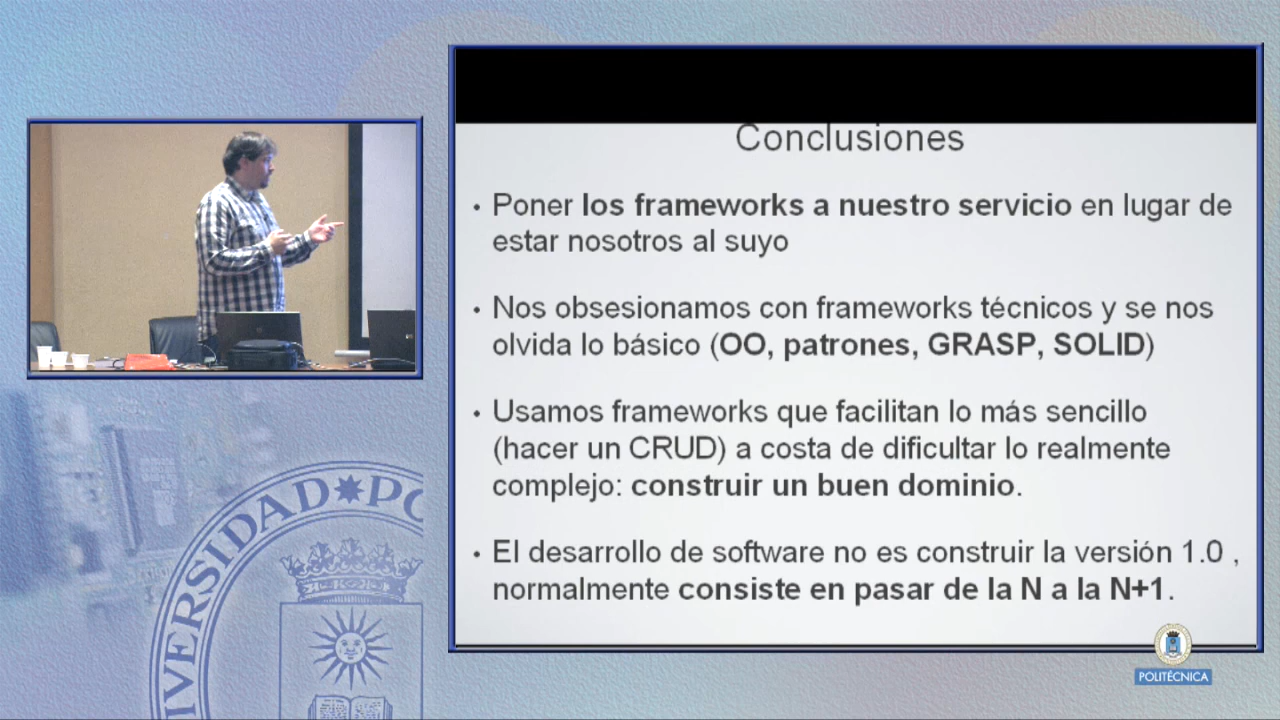 Conclusiones
• Poner los frameworks a nuestro servicio en lugar de
estar nosotros al suyo
• Nos obsesionamos con frameworks técnicos y se nos
olvida lo básico (OO, patrones, GRASP, SOLID)
• Usamos frameworks que facilitan lo más sencillo
(hacer un CRUD) a costa de dificultar lo realmente
complejo: construir un buen dominio.
• El desarrollo de software no es construir la versión 1.0 ,
normalmente consiste en pasar de la N a la N+1.
POLITÉCNICA
IVERSIDAD PO